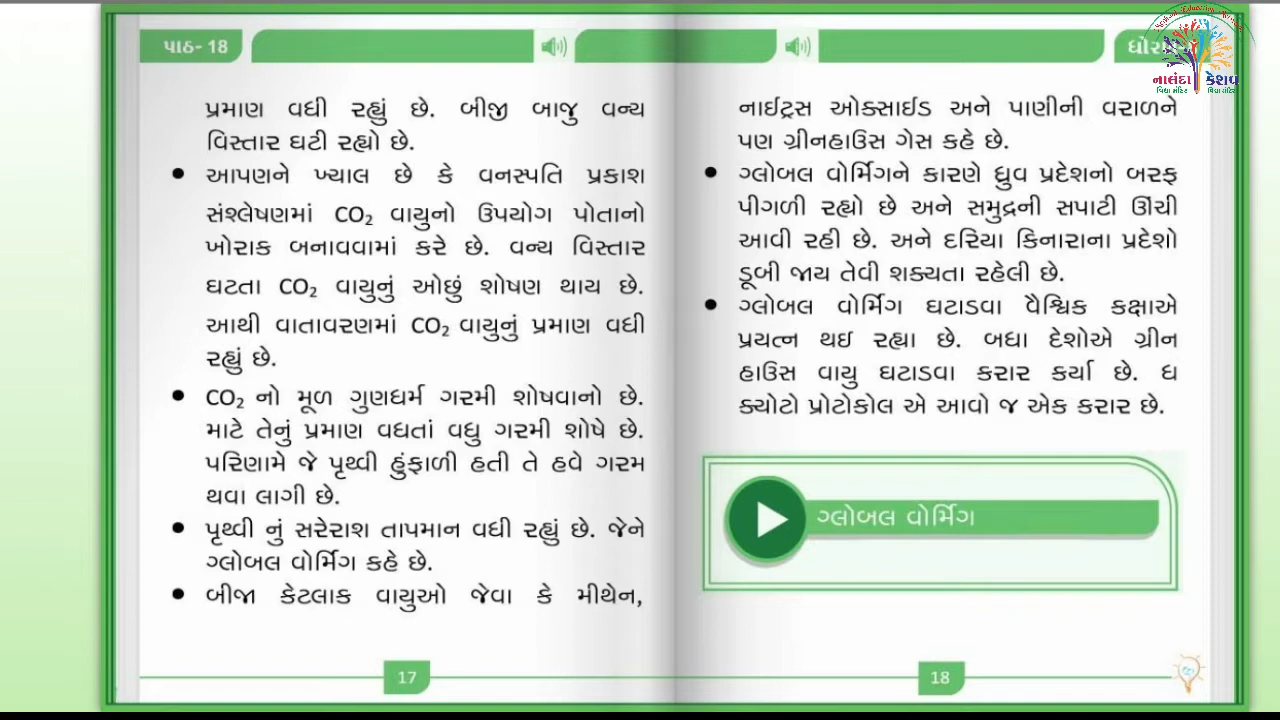 પાઠ- 18
પ્રમાણ વધી રહ્યું છે. બીજી બાજુ વન્ય
વિસ્તાર ઘટી રહ્યો છે.
• આપણને ખ્યાલ છે કે વનસ્પતિ પ્રકાશ
સંશ્લેષણમાં CO₂ વાયુનો ઉપયોગ પોતાનો
ખોરાક બનાવવામાં કરે છે. વન્ય વિસ્તાર
ઘટતા CO₂ વાયુનું ઓછું શોષણ થાય છે.
આથી વાતાવરણમાં CO₂ વાયુનું પ્રમાણ વધી
રહ્યું છે.
• CO₂ નો મૂળ ગુણધર્મ ગરમી શોષવાનો છે.
માટે તેનું પ્રમાણ વધતાં વધુ ગરમી શોષે છે.
પરિણામે જે પૃથ્વી હુંફાળી હતી તે હવે ગરમ
થવા લાગી છે.
• પૃથ્વી નું સરેરાશ તાપમાન વધી રહ્યું છે. જેને
ગ્લોબલ વોર્મિંગ કહે છે.
• બીજા કેટલાક વાયુઓ જેવા કે મીથેન,
17
નાઈટ્રસ ઓક્સાઈડ અને પાણીની વરાળને
પણ ગ્રીનહાઉસ ગેસ કહે છે.
• ગ્લોબલ વોર્મિંગને કારણે ધ્રુવ પ્રદેશનો બરફ
પીગળી રહ્યો છે અને સમુદ્રની સપાટી ઊંચી
આવી રહી છે. અને દરિયા કિનારાના પ્રદેશો
ડૂબી જાય તેવી શક્યતા રહેલી છે.
• ગ્લોબલ વોર્મિંગ ઘટાડવા વૈશ્વિક કક્ષાએ
પ્રયત્ન થઇ રહ્યા છે. બધા દેશોએ ગ્રીન
હાઉસ વાયુ ઘટાડવા કરાર કર્યા છે. ધ
ક્યોટો પ્રોટોકોલ એ આવો જ એક કરાર છે.
ગ્લોબલ વોર્મિંગ
18
નાલંદા કેશવ
વિદ્યા મંદિર વિદ્યા મંદિર